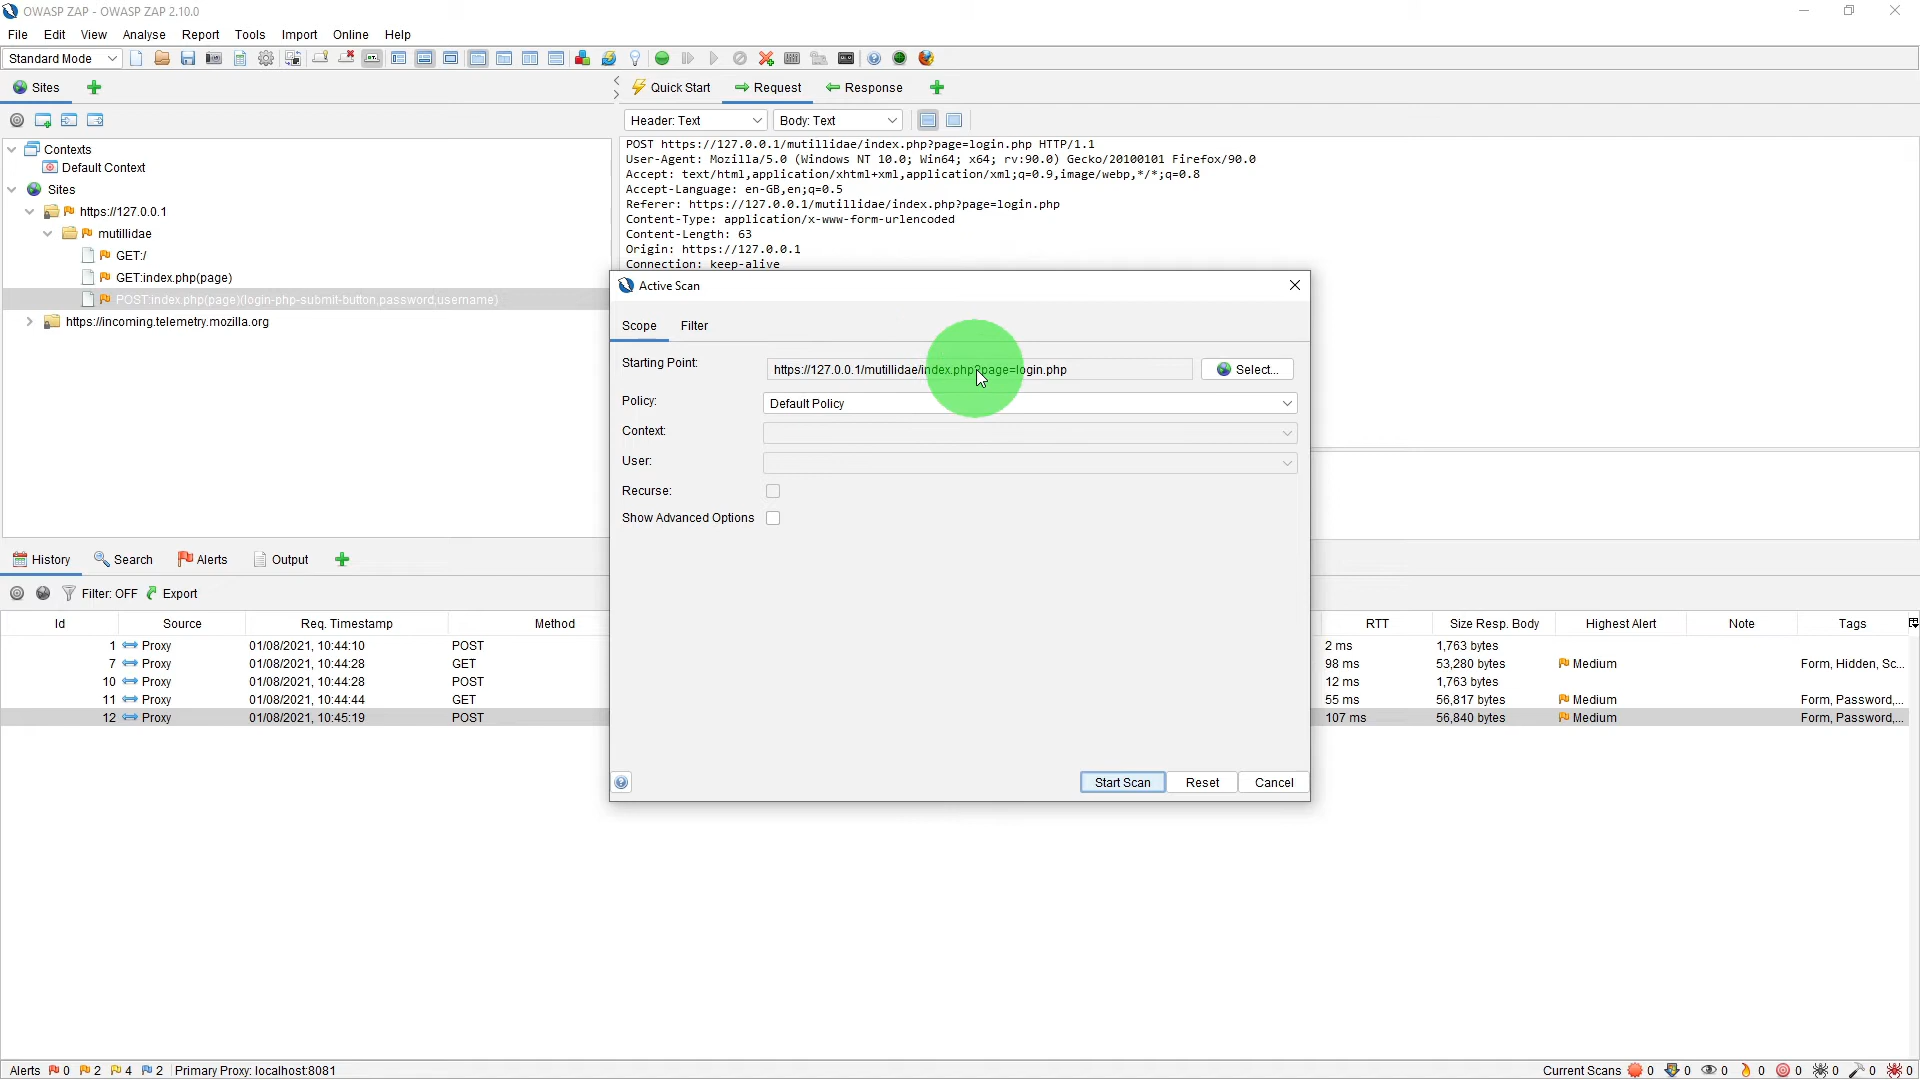 OWASP ZAP - OWASP ZAP 2.10.0
File Edit View Analyse Report Tools Import Online Help
Standard Mode
Sites
Quick Start Request Response
Header: Text Body: Text
Contexts
Default Context
Sites
https://127.0.0.1
mutillidae
GET:/
GET:index.php(page)
POST:index.php(page)(login-php-submit-button,password,username)
https://incoming.telemetry.mozilla.org
POST https://127.0.0.1/mutillidae/index.php?page=login.php HTTP/1.1
User-Agent: Mozilla/5.0 (Windows NT 10.0; Win64; x64; rv:90.0) Gecko/20100101 Firefox/90.0
Accept: text/html,application/xhtml+xml,application/xml;q=0.9,image/webp,*/*;q=0.8
Accept-Language: en-GB,en;q=0.5
Referer: https://127.0.0.1/mutillidae/index.php?page=login.php
Content-Type: application/x-www-form-urlencoded
Content-Length: 63
Origin: https://127.0.0.1
Connection: keep-alive
Active Scan
Scope Filter
Starting Point: https://127.0.0.1/mutillidae/index.php?page=login.php Select...
Policy: Default Policy
Context:
User:
Recurse:
Show Advanced Options
Start Scan Reset Cancel
History Search Alerts Output
Filter: OFF Export
Id Source Req. Timestamp Method RTT Size Resp. Body Highest Alert Note Tags
1 Proxy 01/08/2021, 10:44:10 POST 2 ms 1,763 bytes
7 Proxy 01/08/2021, 10:44:28 GET 98 ms 53,280 bytes Medium Form, Hidden, Sc...
10 Proxy 01/08/2021, 10:44:28 POST 12 ms 1,763 bytes
11 Proxy 01/08/2021, 10:44:44 GET 55 ms 56,817 bytes Medium Form, Password,...
12 Proxy 01/08/2021, 10:45:19 POST 107 ms 56,840 bytes Medium Form, Password,...
Alerts 0 2 4 2 Primary Proxy: localhost:8081 Current Scans 0 0 0 0 0 0 0 0